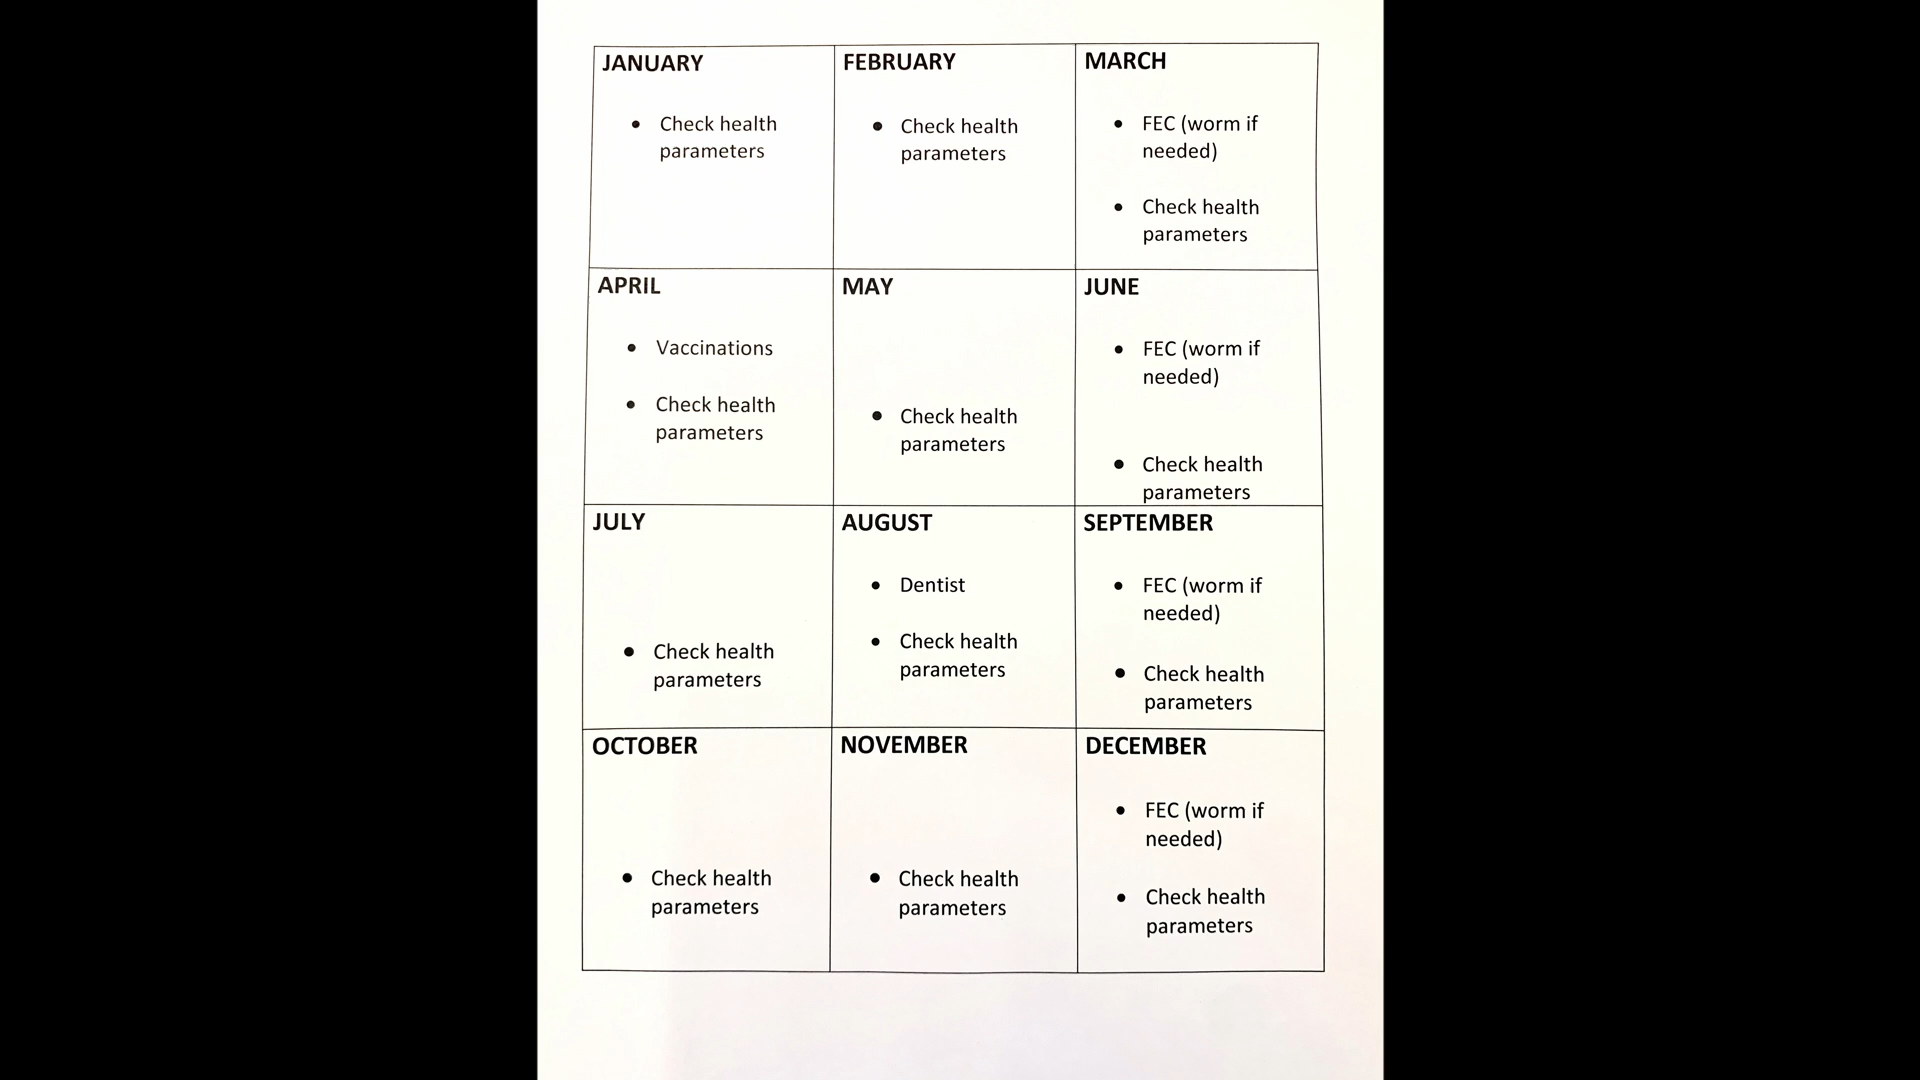 JANUARY
• Check health
parameters
FEBRUARY
• Check health
parameters
MARCH
• FEC (worm if
needed)
• Check health
parameters
APRIL
• Vaccinations
• Check health
parameters
MAY
• Check health
parameters
JUNE
• FEC (worm if
needed)
• Check health
parameters
JULY
• Check health
parameters
AUGUST
• Dentist
• Check health
parameters
SEPTEMBER
• FEC (worm if
needed)
• Check health
parameters
OCTOBER
• Check health
parameters
NOVEMBER
• Check health
parameters
DECEMBER
• FEC (worm if
needed)
• Check health
parameters